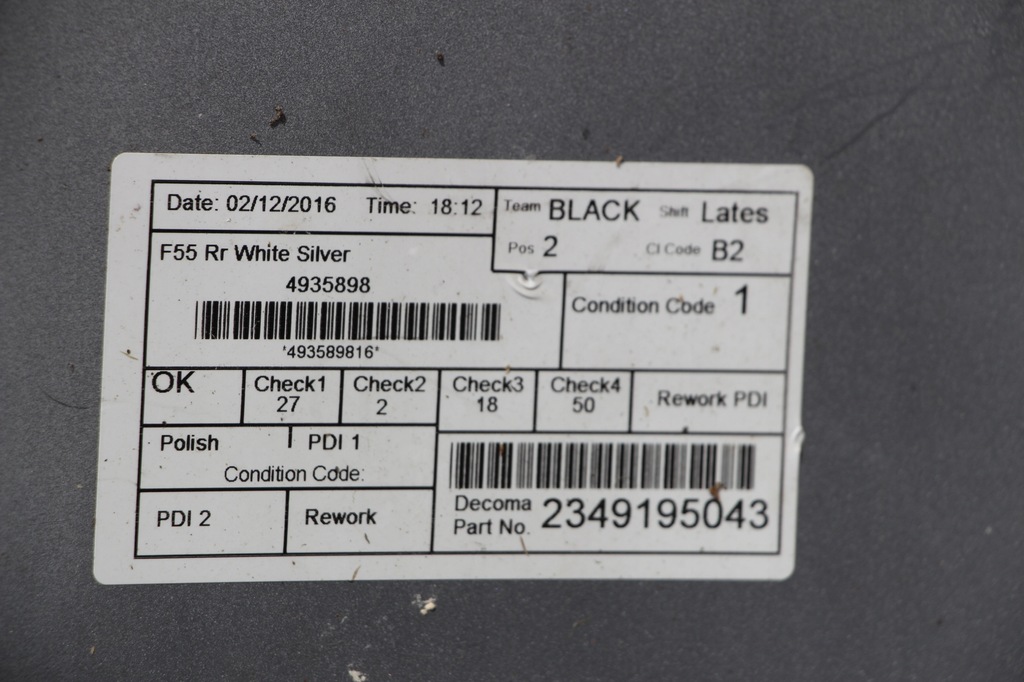 Date: 02/12/2016 Time: 18:12
Team BLACK Shift Lates
Pos 2 Cl Code B2
F55 Rr White Silver
4935898
*493589816*
Condition Code 1
OK
Check1 Check2 Check3 Check4
27 2 18 50
Rework PDI
Polish PDI 1
Condition Code:
PDI 2 Rework
Decoma
Part No. 2349195043